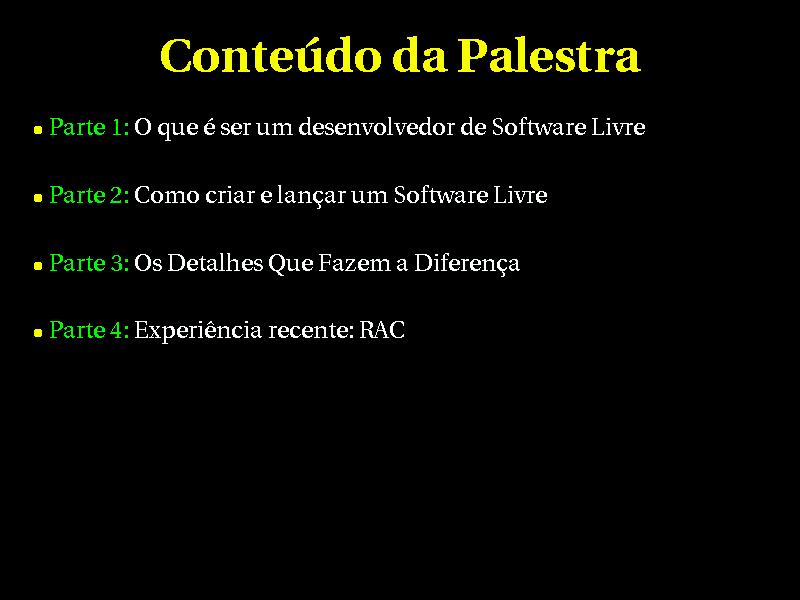 Conteúdo da Palestra
Parte 1: O que é ser um desenvolvedor de Software Livre
Parte 2: Como criar e lançar um Software Livre
Parte 3: Os Detalhes Que Fazem a Diferença
Parte 4: Experiência recente: RAC